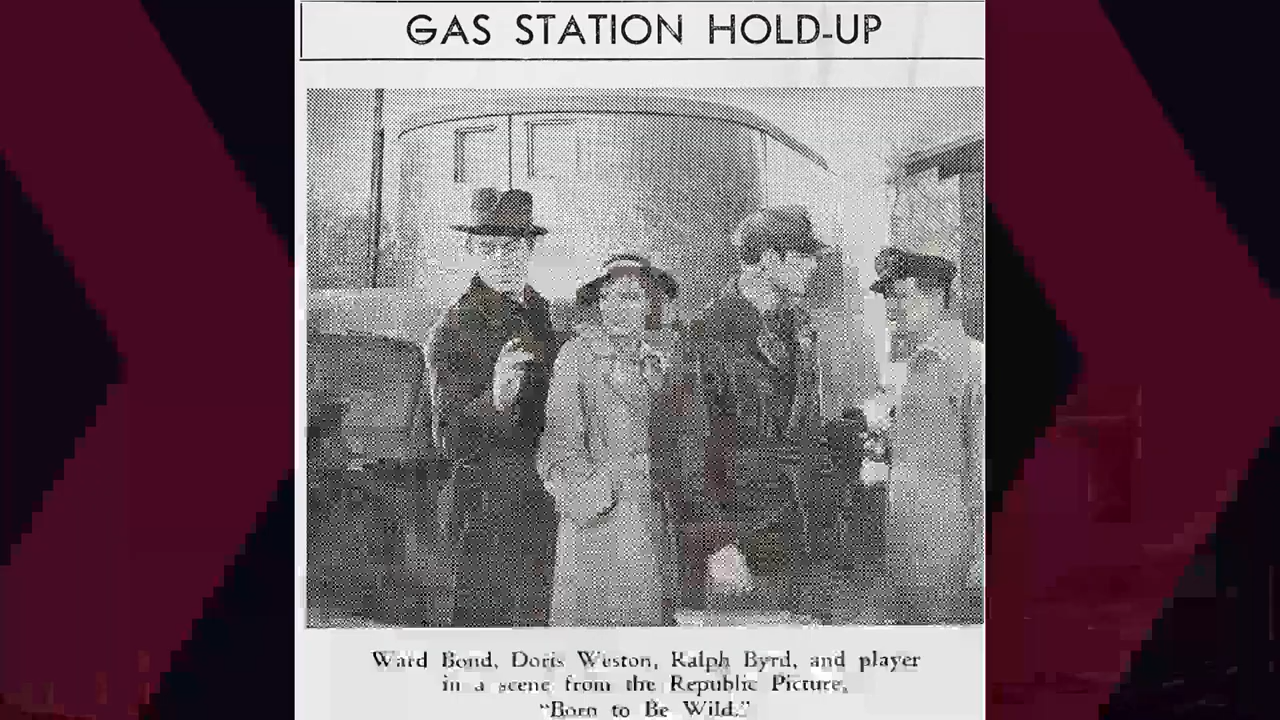 GAS STATION HOLD-UP
Ward Bond, Doris Weston, Ralph Byrd, and player
in a scene from the Republic Picture,
"Born to Be Wild."